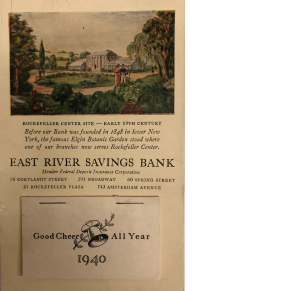 ROCKEFELLER CENTER SITE — EARLY 19TH CENTURY
Before our Bank was founded in 1848 in lower New
York, the famous Elgin Botanic Garden stood where
one of our branches now serves Rockefeller Center.
EAST RIVER SAVINGS BANK
Member Federal Deposit Insurance Corporation
26 CORTLANDT STREET 291 BROADWAY 60 SPRING STREET
41 ROCKEFELLER PLAZA 743 AMSTERDAM AVENUE
Good Cheer All Year
1940